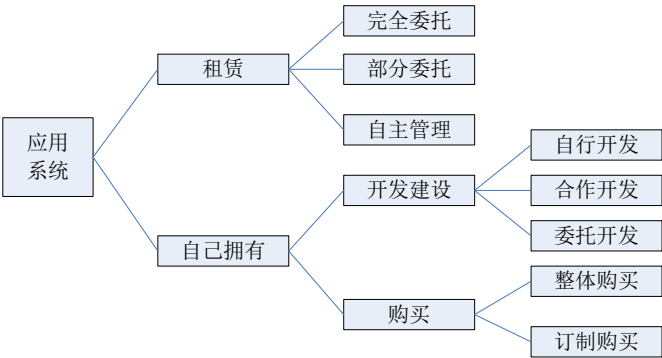 应用
系统
租赁
完全委托
部分委托
自主管理
自己拥有
开发建设
自行开发
合作开发
委托开发
购买
整体购买
订制购买